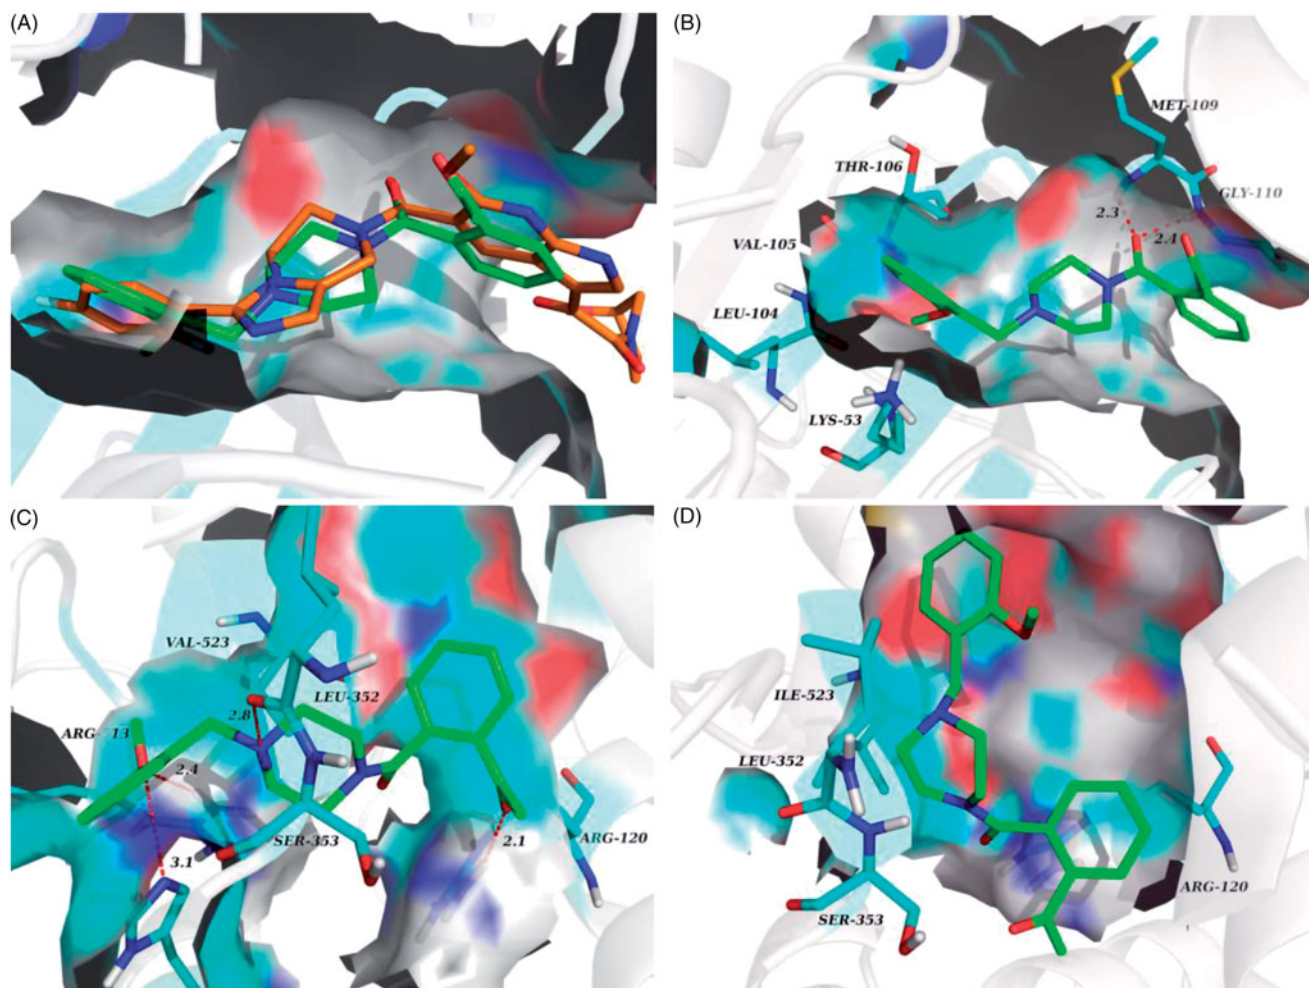 (A)
(B)
MET-109
THR-106
GLY-110
2.3
2.4
VAL-105
LEU-104
LYS-53
(C)
(D)
VAL-523
LEU-352
2.8
2.4
3.1
SER-353
2.1
ARG-120
ILE-523
LEU-352
SER-353
ARG-120